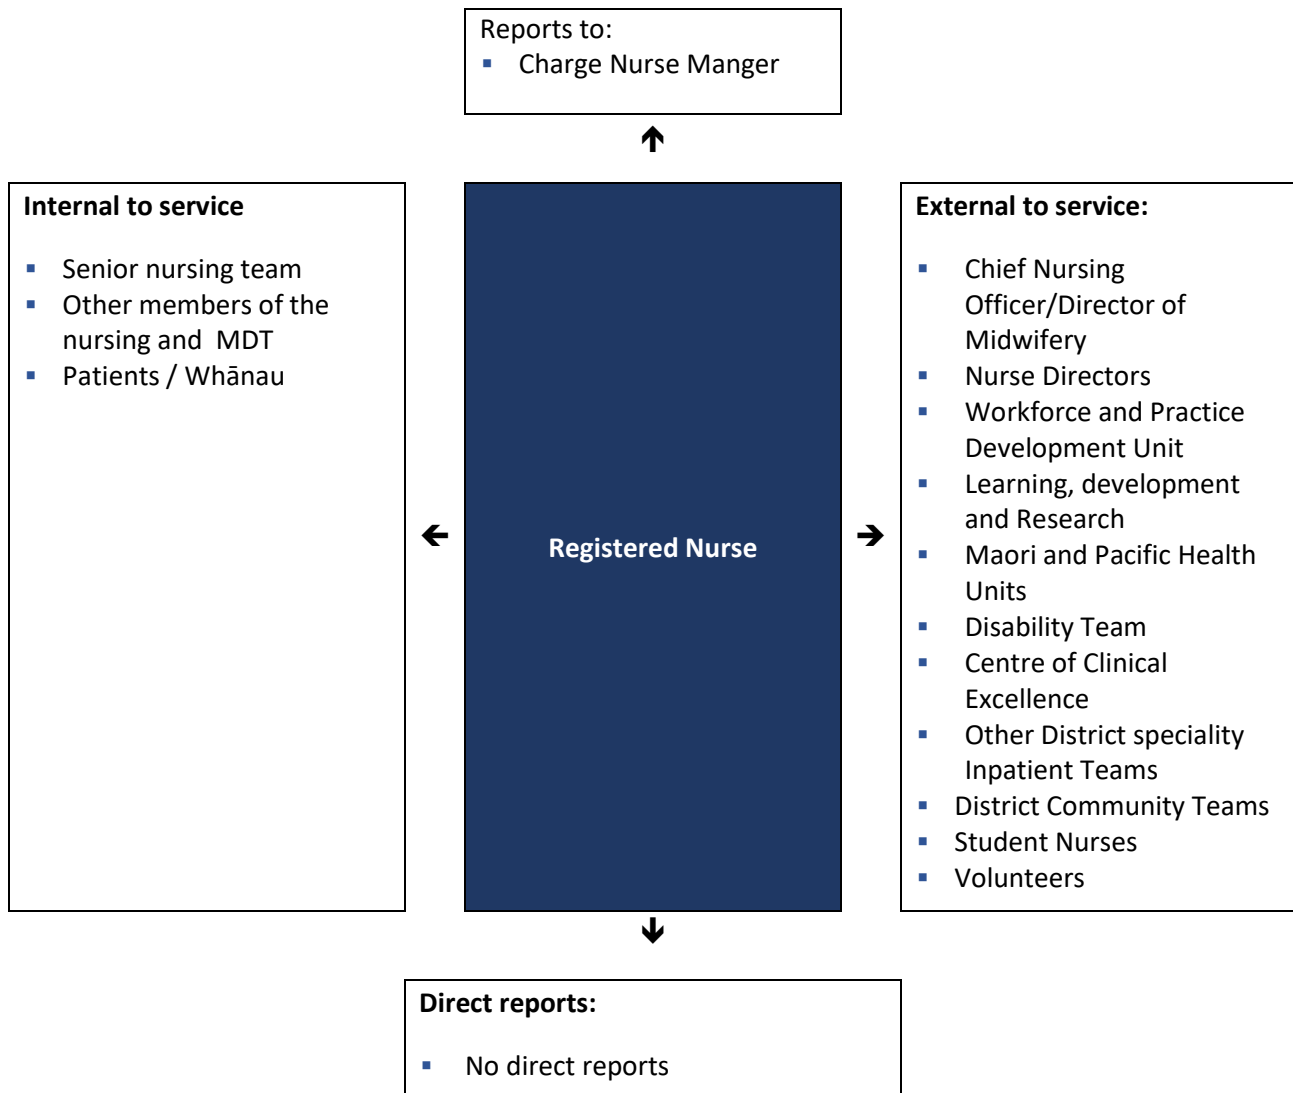 Reports to:
▪ Charge Nurse Manger
Internal to service
▪ Senior nursing team
▪ Other members of the
nursing and MDT
▪ Patients / Whānau
Registered Nurse
External to service:
▪ Chief Nursing
Officer/Director of
Midwifery
▪ Nurse Directors
▪ Workforce and Practice
Development Unit
▪ Learning, development
and Research
▪ Maori and Pacific Health
Units
▪ Disability Team
▪ Centre of Clinical
Excellence
▪ Other District speciality
Inpatient Teams
▪ District Community Teams
▪ Student Nurses
▪ Volunteers
Direct reports:
▪ No direct reports